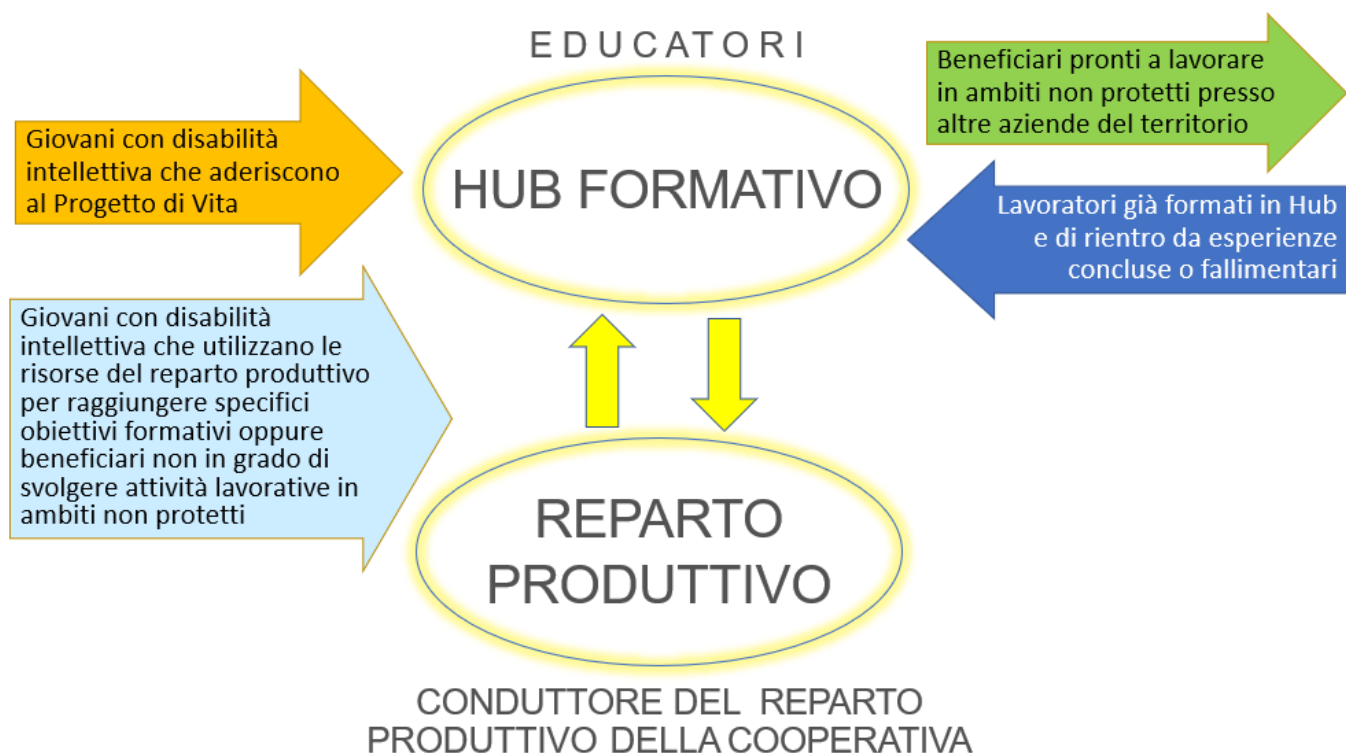 EDUCATORI
Beneficiari pronti a lavorare
in ambiti non protetti presso
altre aziende del territorio
Giovani con disabilità
intellettiva che aderiscono
al Progetto di Vita
HUB FORMATIVO
Lavoratori già formati in Hub
e di rientro da esperienze
concluse o fallimentari
Giovani con disabilità
intellettiva che utilizzano le
risorse del reparto produttivo
per raggiungere specifici
obiettivi formativi oppure
beneficiari non in grado di
svolgere attività lavorative in
ambiti non protetti
REPARTO
PRODUTTIVO
CONDUTTORE DEL REPARTO
PRODUTTIVO DELLA COOPERATIVA